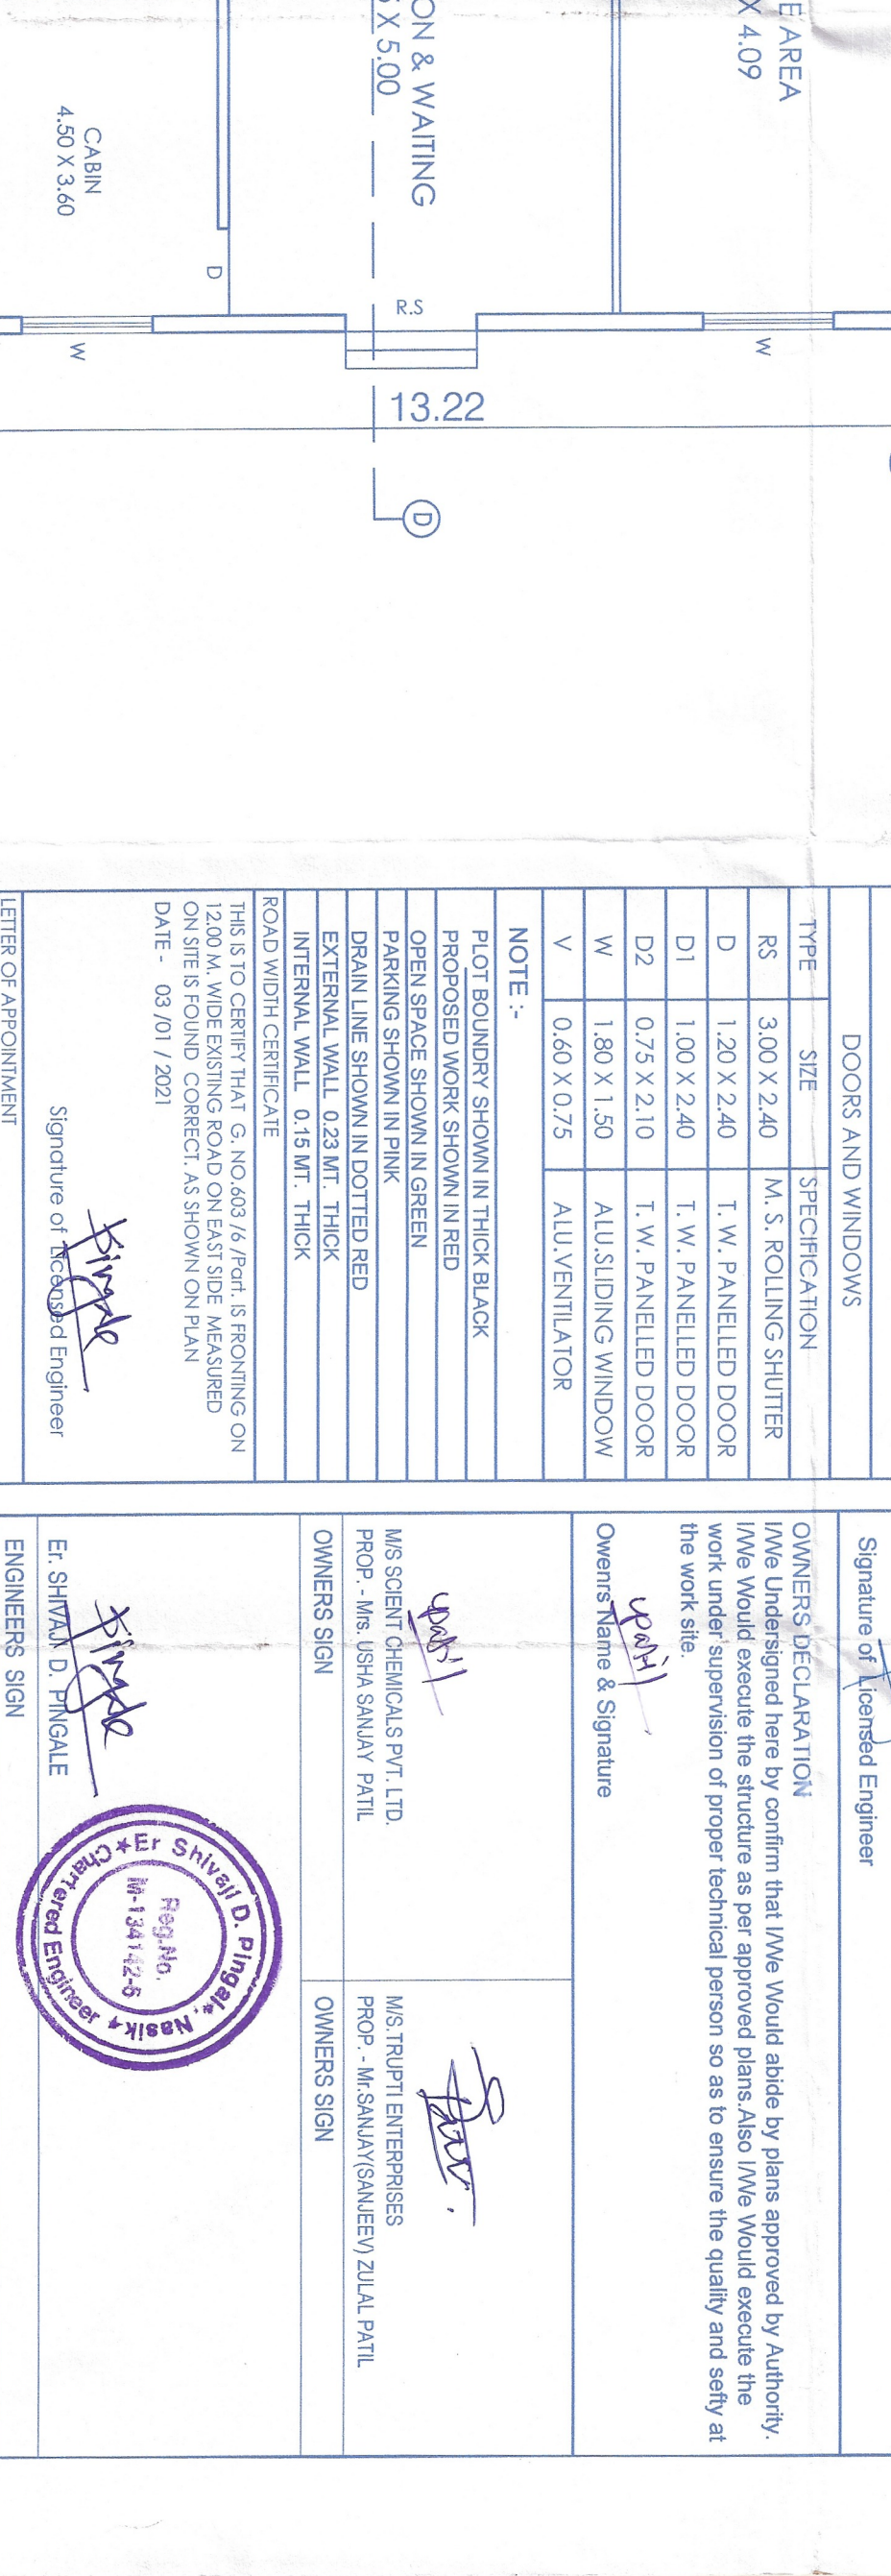 E AREA
X 4.09
ON & WAITING
X 5.00
R.S
CABIN
4.50 X 3.60
D
W
W
13.22
D
DOORS AND WINDOWS
TYPE SIZE SPECIFICATION
RS 3.00 X 2.40 M. S. ROLLING SHUTTER
D 1.20 X 2.40 T. W. PANELLED DOOR
D1 1.00 X 2.40 T. W. PANELLED DOOR
D2 0.75 X 2.10 T. W. PANELLED DOOR
W 1.80 X 1.50 ALU.SLIDING WINDOW
V 0.60 X 0.75 ALU.VENTILATOR
NOTE :-
PLOT BOUNDRY SHOWN IN THICK BLACK
PROPOSED WORK SHOWN IN RED
OPEN SPACE SHOWN IN GREEN
PARKING SHOWN IN PINK
DRAIN LINE SHOWN IN DOTTED RED
EXTERNAL WALL 0.23 MT. THICK
INTERNAL WALL 0.15 MT. THICK
ROAD WIDTH CERTIFICATE
THIS IS TO CERTIFY THAT G. NO.603 /6 /Part. IS FRONTING ON
12.00 M. WIDE EXISTING ROAD ON EAST SIDE MEASURED
ON SITE IS FOUND CORRECT. AS SHOWN ON PLAN
DATE - 03 /01 / 2021
Pingale
Signature of Licensed Engineer
LETTER OF APPOINTMENT
Signature of Licensed Engineer
OWNERS DECLARATION
I/We Undersigned here by confirm that I/We Would abide by plans approved by Authority.
I/We Would execute the structure as per approved plans.Also I/We Would execute the
work under supervision of proper technical person so as to ensure the quality and sefty at
the work site.
upatil
Owenrs Name & Signature
upatil
M/S SCIENT CHEMICALS PVT. LTD.
PROP. - Mrs. USHA SANJAY PATIL
OWNERS SIGN
M/S.TRUPTI ENTERPRISES
PROP. - Mr.SANJAY(SANJEEV) ZULAL PATIL
OWNERS SIGN
Pingale
Er. SHIVAJI D. PINGALE
ENGINEERS SIGN
Er Shivaji D. Pingale, Nasik
Chartered Engineer
Reg.No.
M-134142-6